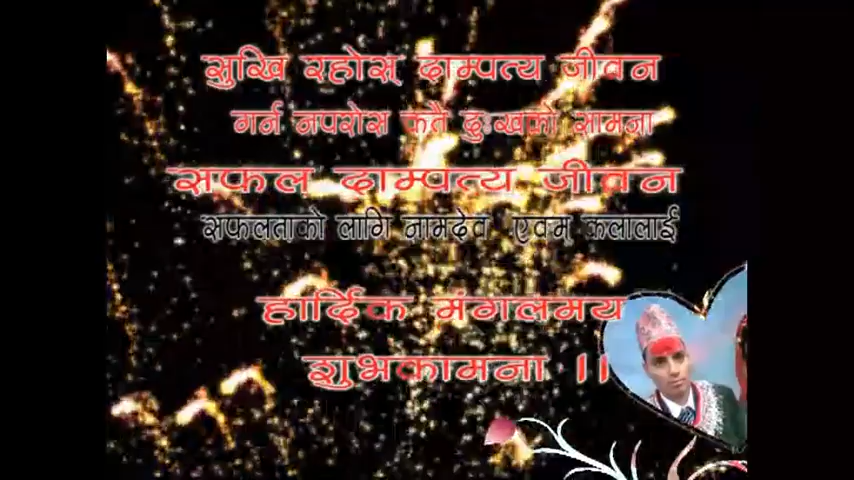 सुखि रहोस् दाम्पत्य जीवन
गर्न नपरोस कतै दुःखको सामना
सफल दाम्पत्य जीवन
सफलताको लागि नामदेव एवम् कलालाई
हार्दिक मंगलमय
शुभकामना ।।